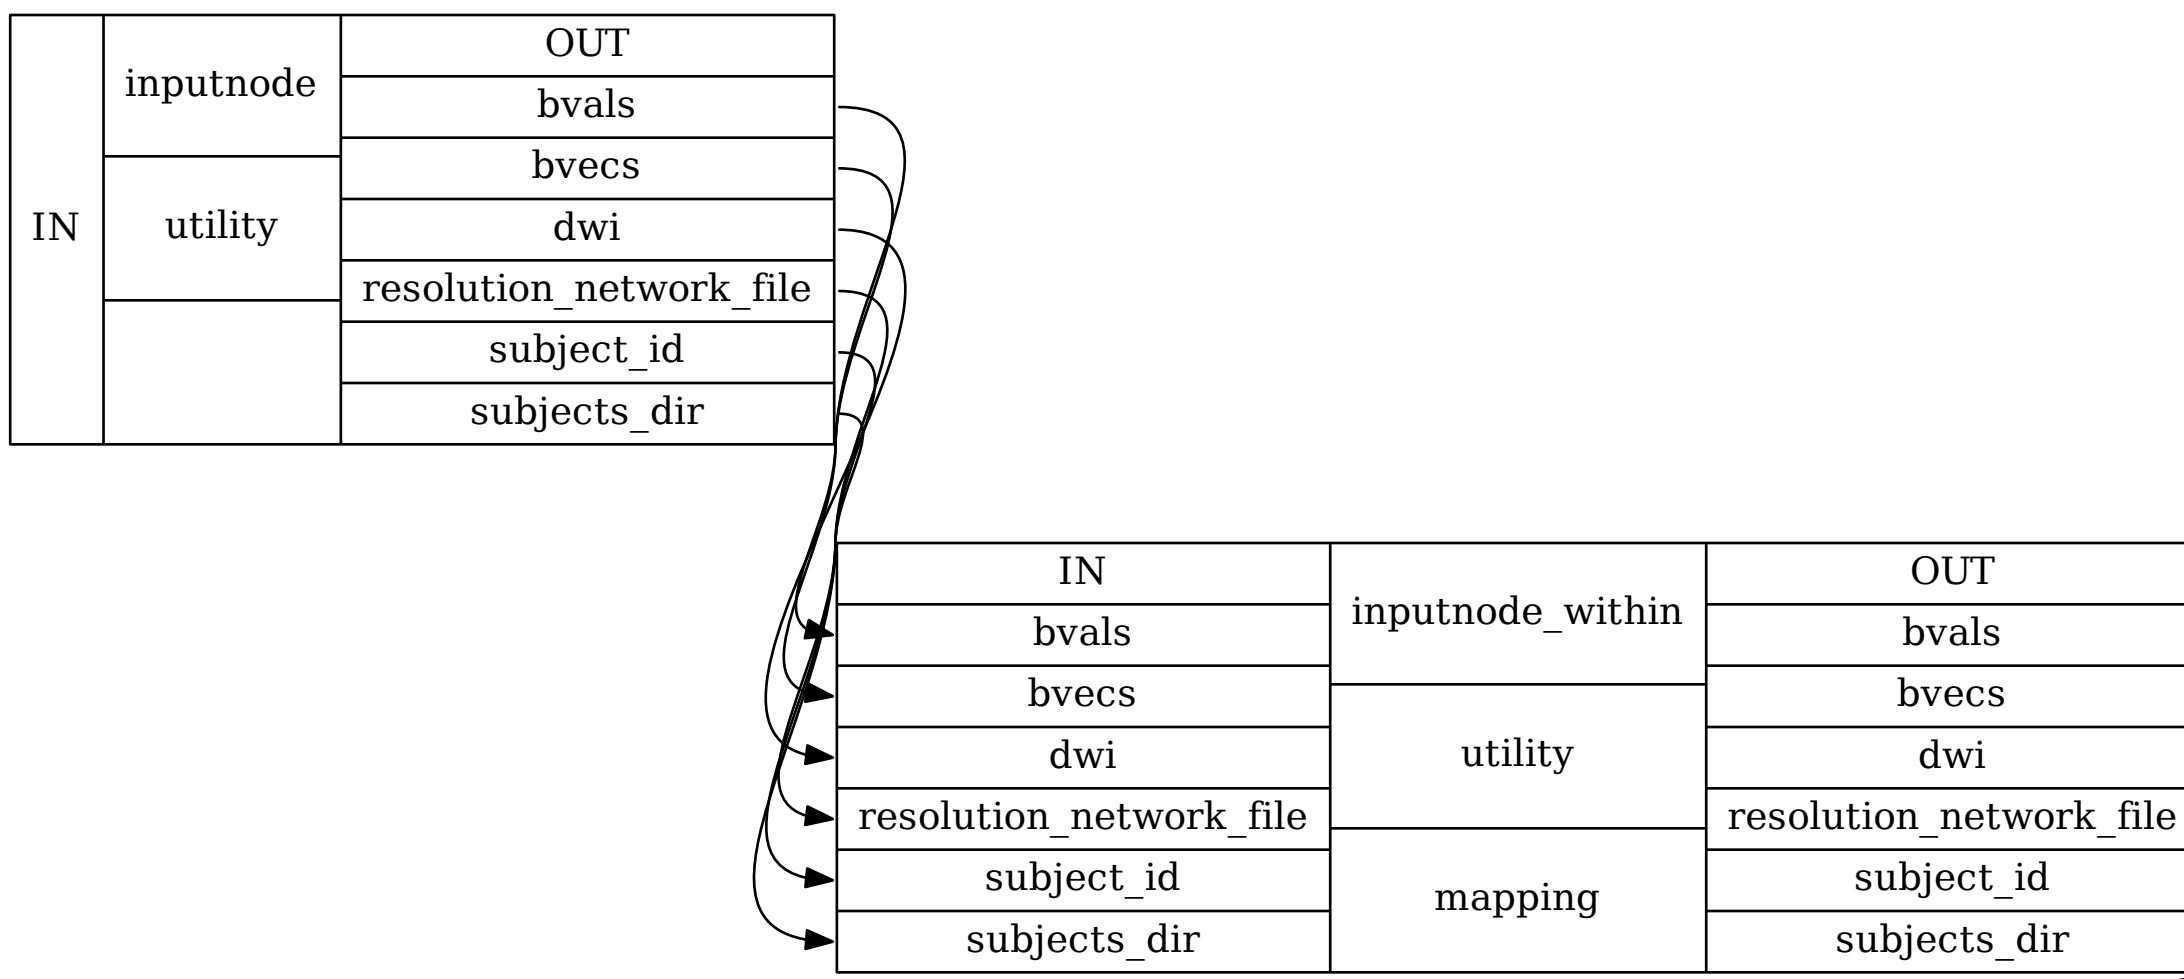 IN
inputnode
utility
OUT
bvals
bvecs
dwi
resolution_network_file
subject_id
subjects_dir
IN
bvals
bvecs
dwi
resolution_network_file
subject_id
subjects_dir
inputnode_within
utility
mapping
OUT
bvals
bvecs
dwi
resolution_network_file
subject_id
subjects_dir